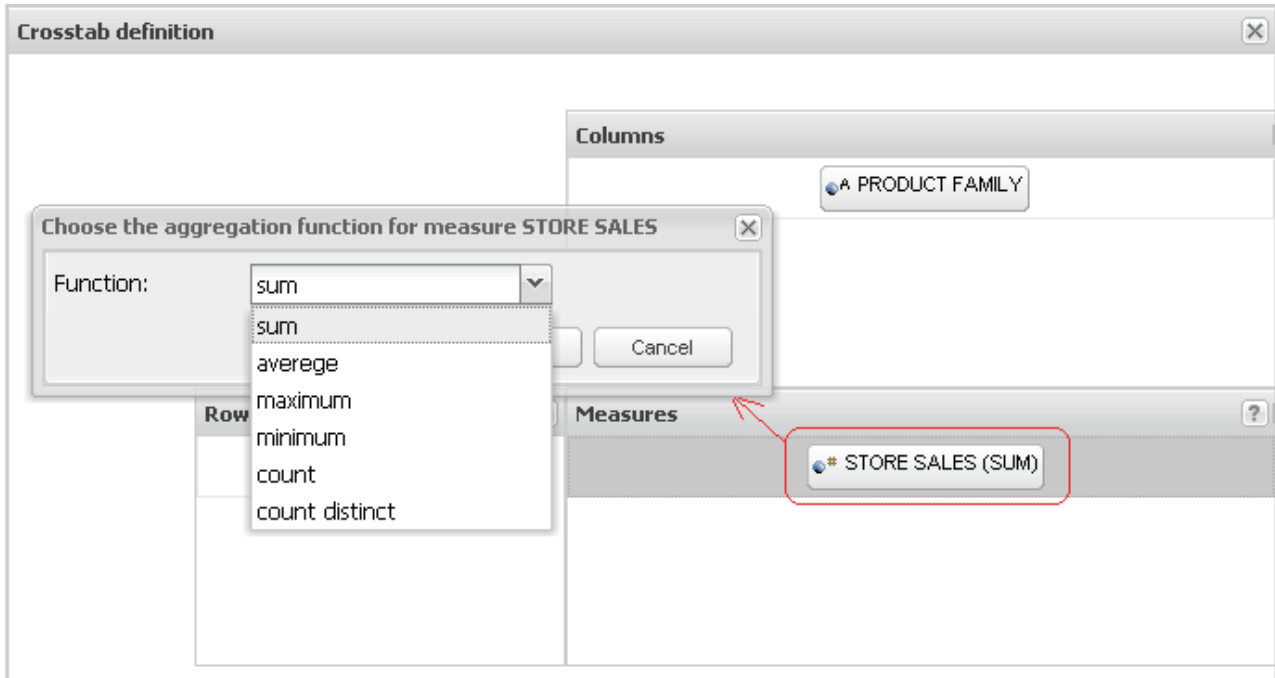 Crosstab definition
Columns
A PRODUCT FAMILY
Choose the aggregation function for measure STORE SALES
Function:
sum
sum
averege
maximum
minimum
count
count distinct
Cancel
Row
Measures
?
# STORE SALES (SUM)